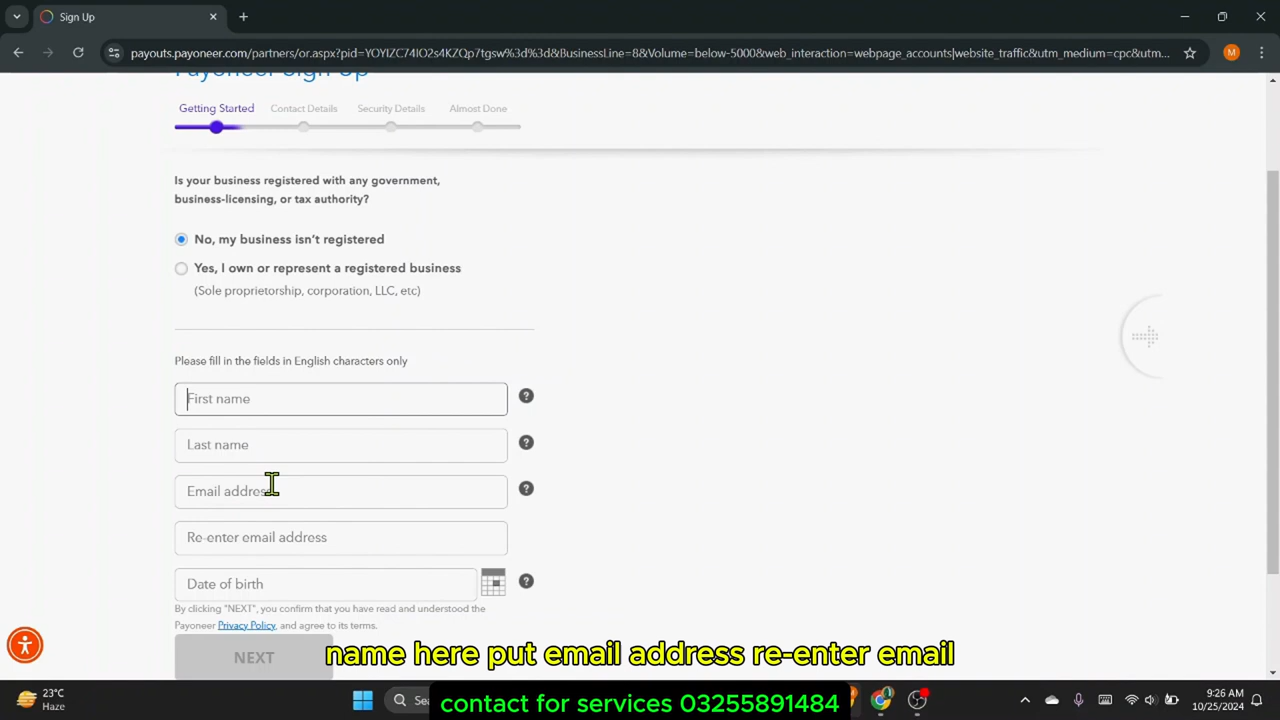 Sign Up
payouts.payoneer.com/partners/or.aspx?pid=YOYIZC74IO2s4KZQp7tgsw%3d%3d&BusinessLine=8&Volume=below-5000&web_interaction=webpage_accounts|website_traffic&utm_medium=cpc&utm...
M
Payoneer Sign Up
Getting Started
Contact Details
Security Details
Almost Done
Is your business registered with any government,
business-licensing, or tax authority?
No, my business isn't registered
Yes, I own or represent a registered business
(Sole proprietorship, corporation, LLC, etc)
Please fill in the fields in English characters only
First name
Last name
Email address
Re-enter email address
Date of birth
By clicking "NEXT", you confirm that you have read and understood the
Payoneer Privacy Policy, and agree to its terms.
NEXT
name here put email address re-enter email
23°C
Haze
contact for services 03255891484
9:26 AM
10/25/2024